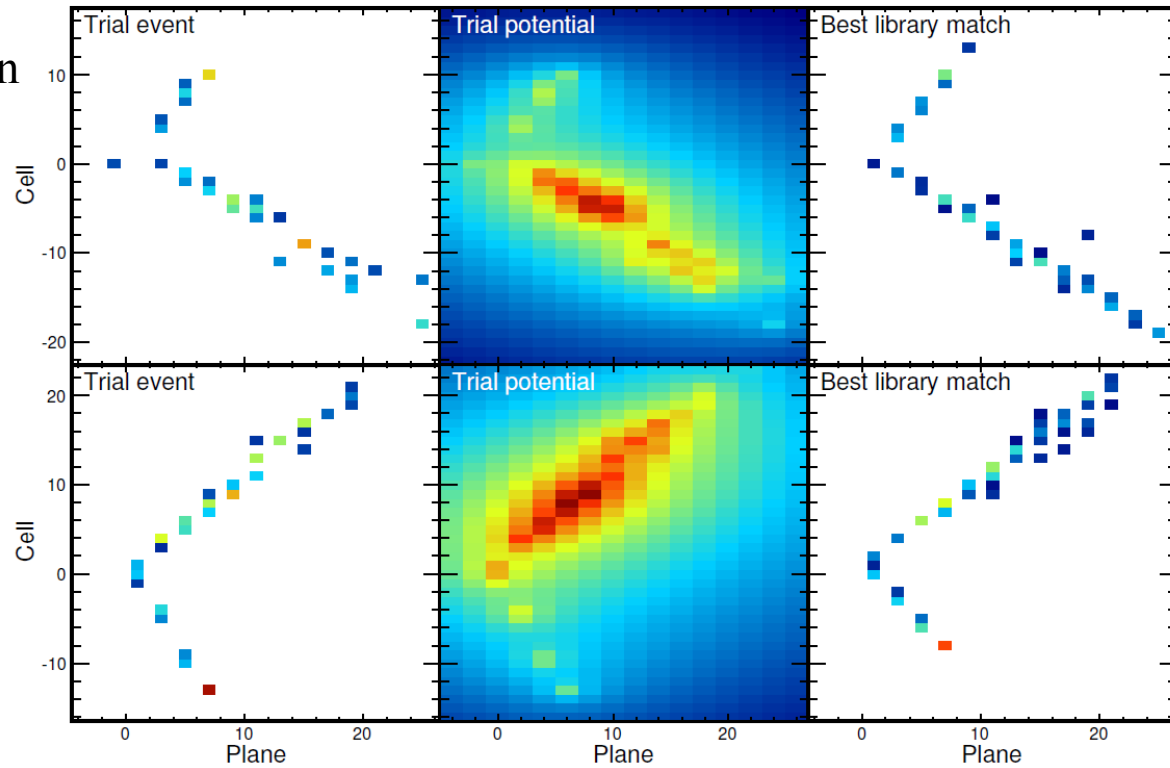 Trial event
Trial potential
Best library match
n
10
0
-10
-20
Cell
Trial event
Trial potential
Best library match
20
10
0
-10
Cell
0 10 20
0 10 20
0 10 20
Plane
Plane
Plane